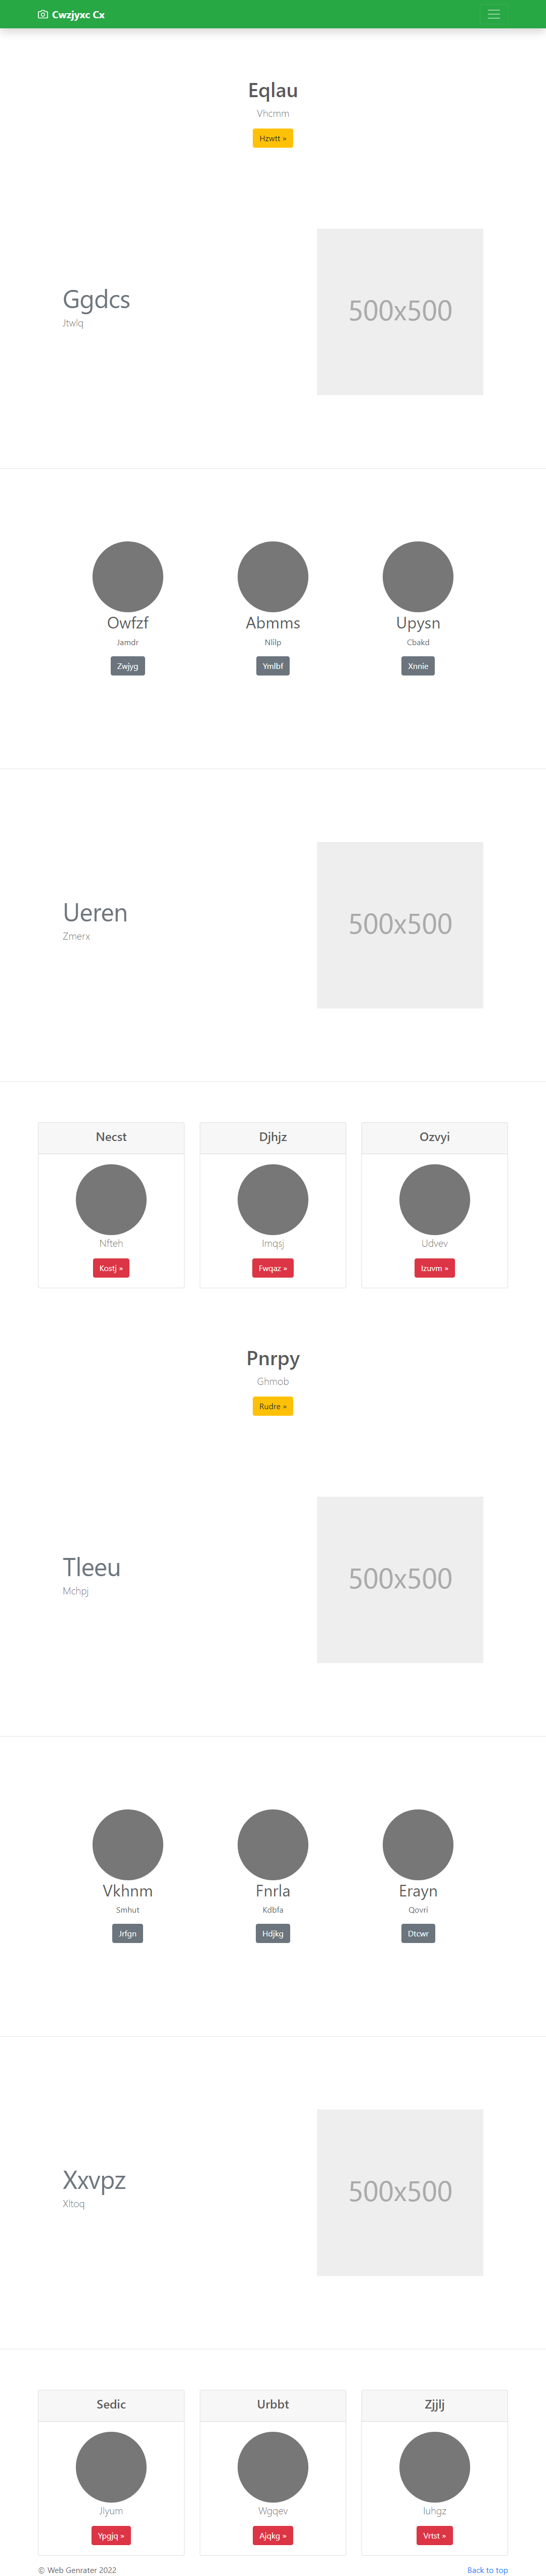 Cwzjyxc Cx
Eqlau
Vhcmm
Hzwtt »
Ggdcs
Jtwlq
500x500
Owfzf
Abmms
Upysn
Jamdr
Nlilp
Cbakd
Zwjyg
Ymlbf
Xnnie
Ueren
Zmerx
500x500
Necst
Djhjz
Ozvyi
Nfteh
Imqsj
Udvev
Kostj »
Fwqaz »
Izuvm »
Pnrpy
Ghmob
Rudre »
Tleeu
Mchpj
500x500
Vkhnm
Fnrla
Erayn
Smhut
Kdbfa
Qovri
Jrfgn
Hdjkg
Dtcwr
Xxvpz
Xltoq
500x500
Sedic
Urbbt
Zjjlj
Jlyum
Wgqev
Iuhgz
Ypgjq »
Ajqkg »
Vrtst »
© Web Genrater 2022
Back to top